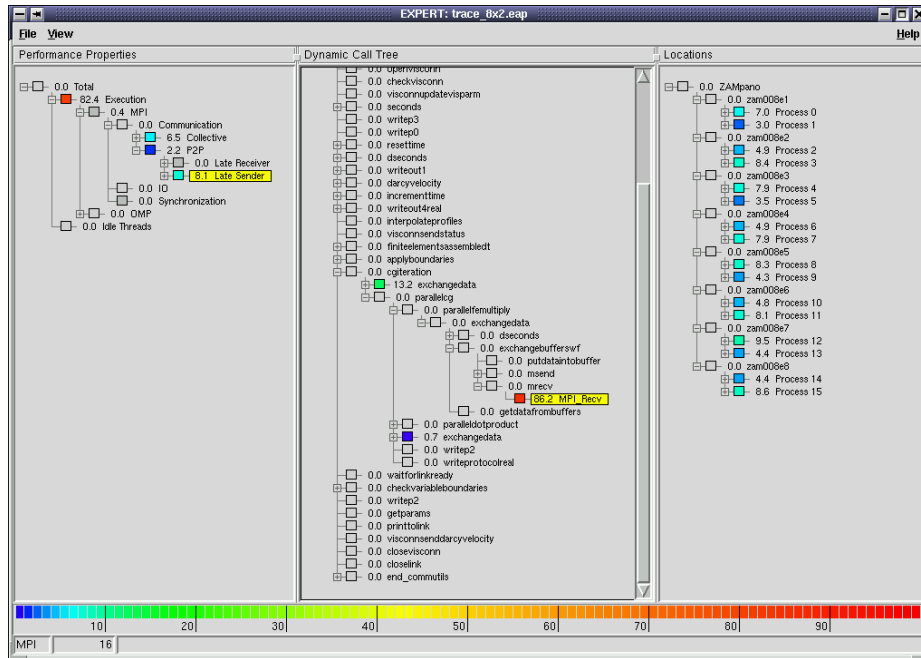 EXPERT: trace_8x2.eap
File View Help
Performance Properties
0.0 Total
82.4 Execution
0.4 MPI
0.0 Communication
6.5 Collective
2.2 P2P
0.0 Late Receiver
8.1 Late Sender
0.0 IO
0.0 Synchronization
0.0 OMP
0.0 Idle Threads
Dynamic Call Tree
0.0 openvisconn
0.0 checkvisconn
0.0 visconnupdatevisparm
0.0 seconds
0.0 writep3
0.0 writep0
0.0 resettime
0.0 dseconds
0.0 writeout1
0.0 darcyvelocity
0.0 incrementtime
0.0 writeout4real
0.0 interpolateprofiles
0.0 visconnsendstatus
0.0 finiteelementsassembledt
0.0 applyboundaries
0.0 cgiteration
13.2 exchangedata
0.0 parallelcg
0.0 parallelfemultiply
0.0 exchangedata
0.0 dseconds
0.0 exchangebufferswf
0.0 putdataintobuffer
0.0 msend
0.0 mrecv
86.2 MPI_Recv
0.0 getdatafrombuffers
0.0 paralleldotproduct
0.7 exchangedata
0.0 writep2
0.0 writeprotocolreal
0.0 waitforlinkready
0.0 checkvariableboundaries
0.0 writep2
0.0 getparams
0.0 printtolink
0.0 visconnsenddarcyvelocity
0.0 closevisconn
0.0 closelink
0.0 end_commutils
Locations
0.0 ZAMpano
0.0 zam008e1
7.0 Process 0
3.0 Process 1
0.0 zam008e2
4.9 Process 2
8.4 Process 3
0.0 zam008e3
7.9 Process 4
3.5 Process 5
0.0 zam008e4
4.9 Process 6
7.9 Process 7
0.0 zam008e5
8.3 Process 8
4.3 Process 9
0.0 zam008e6
4.8 Process 10
8.1 Process 11
0.0 zam008e7
9.5 Process 12
4.4 Process 13
0.0 zam008e8
4.4 Process 14
8.6 Process 15
10 20 30 40 50 60 70 80 90
MPI 16